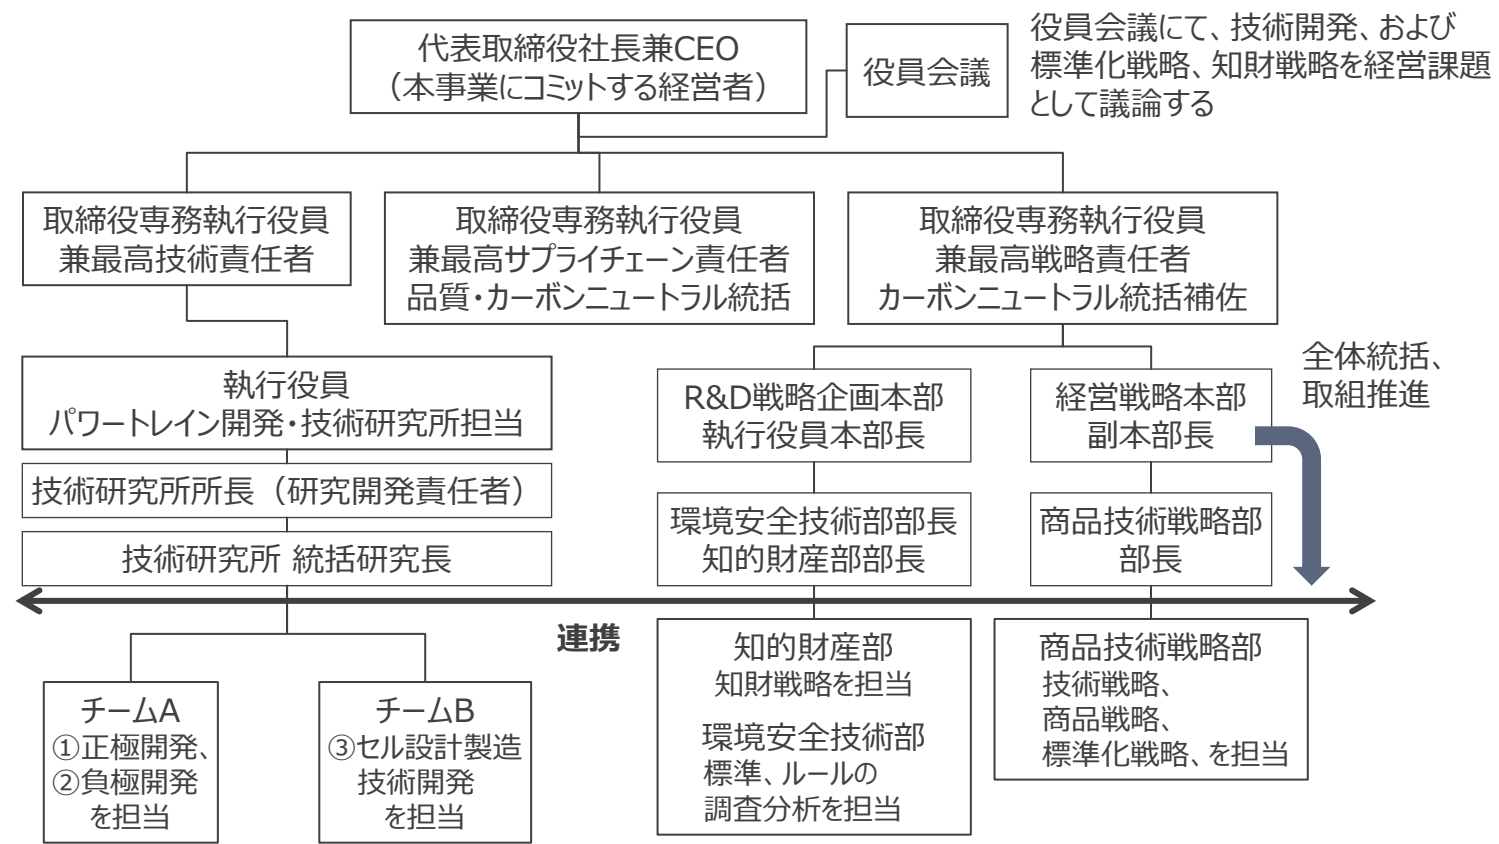 代表取締役社長兼CEO
（本事業にコミットする経営者）
役員会議
役員会議にて、技術開発、および
標準化戦略、知財戦略を経営課題
として議論する
取締役専務執行役員
兼最高技術責任者
取締役専務執行役員
兼最高サプライチェーン責任者
品質・カーボンニュートラル統括
取締役専務執行役員
兼最高戦略責任者
カーボンニュートラル統括補佐
執行役員
パワートレイン開発・技術研究所担当
R&D戦略企画本部
執行役員本部長
経営戦略本部
副本部長
全体統括、
取組推進
技術研究所所長（研究開発責任者）
技術研究所 統括研究長
環境安全技術部部長
知的財産部部長
商品技術戦略部
部長
連携
チームA
①正極開発、
②負極開発
を担当
チームB
③セル設計製造
技術開発
を担当
知的財産部
知財戦略を担当
環境安全技術部
標準、ルールの
調査分析を担当
商品技術戦略部
技術戦略、
商品戦略、
標準化戦略、を担当